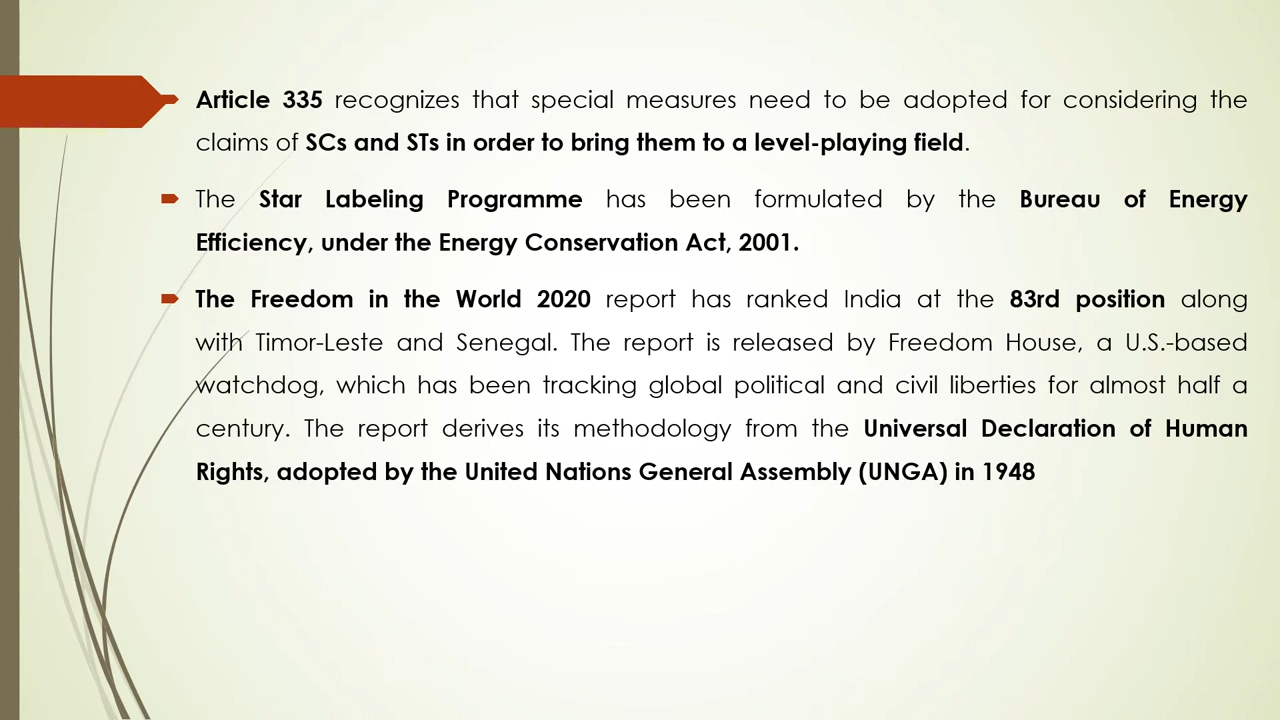 Article 335 recognizes that special measures need to be adopted for considering the
claims of SCs and STs in order to bring them to a level-playing field.
The Star Labeling Programme has been formulated by the Bureau of Energy
Efficiency, under the Energy Conservation Act, 2001.
The Freedom in the World 2020 report has ranked India at the 83rd position along
with Timor-Leste and Senegal. The report is released by Freedom House, a U.S.-based
watchdog, which has been tracking global political and civil liberties for almost half a
century. The report derives its methodology from the Universal Declaration of Human
Rights, adopted by the United Nations General Assembly (UNGA) in 1948